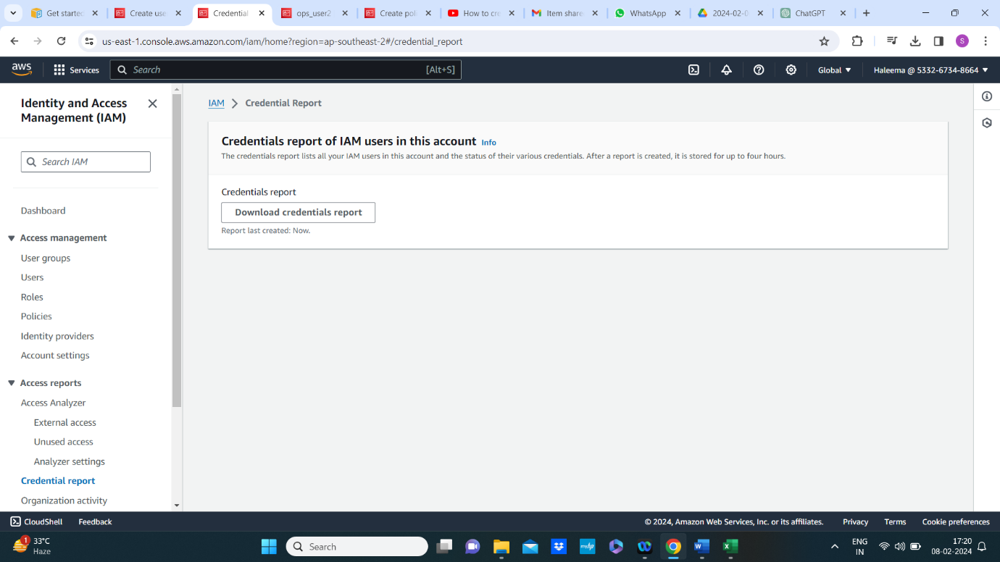 Get started
Create use
Credential
ops_user2
Create poli
How to cre
Item share
WhatsApp
2024-02-0
ChatGPT
us-east-1.console.aws.amazon.com/iam/home?region=ap-southeast-2#/credential_report
S
aws
Services
Search
[Alt+S]
Global
Haleema @ 5332-6734-8664
Identity and Access
Management (IAM)
Search IAM
Dashboard
Access management
User groups
Users
Roles
Policies
Identity providers
Account settings
Access reports
Access Analyzer
External access
Unused access
Analyzer settings
Credential report
Organization activity
IAM > Credential Report
Credentials report of IAM users in this account Info
The credentials report lists all your IAM users in this account and the status of their various credentials. After a report is created, it is stored for up to four hours.
Credentials report
Download credentials report
Report last created: Now.
CloudShell
Feedback
© 2024, Amazon Web Services, Inc. or its affiliates.
Privacy
Terms
Cookie preferences
1
33°C
Haze
Search
myhp
ENG
IN
17:20
08-02-2024